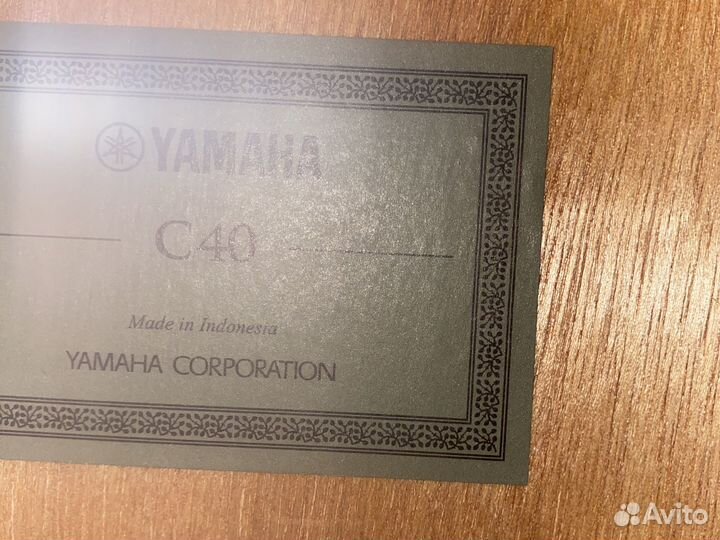 YAMAHA
C40
Made in Indonesia
YAMAHA CORPORATION
Avito